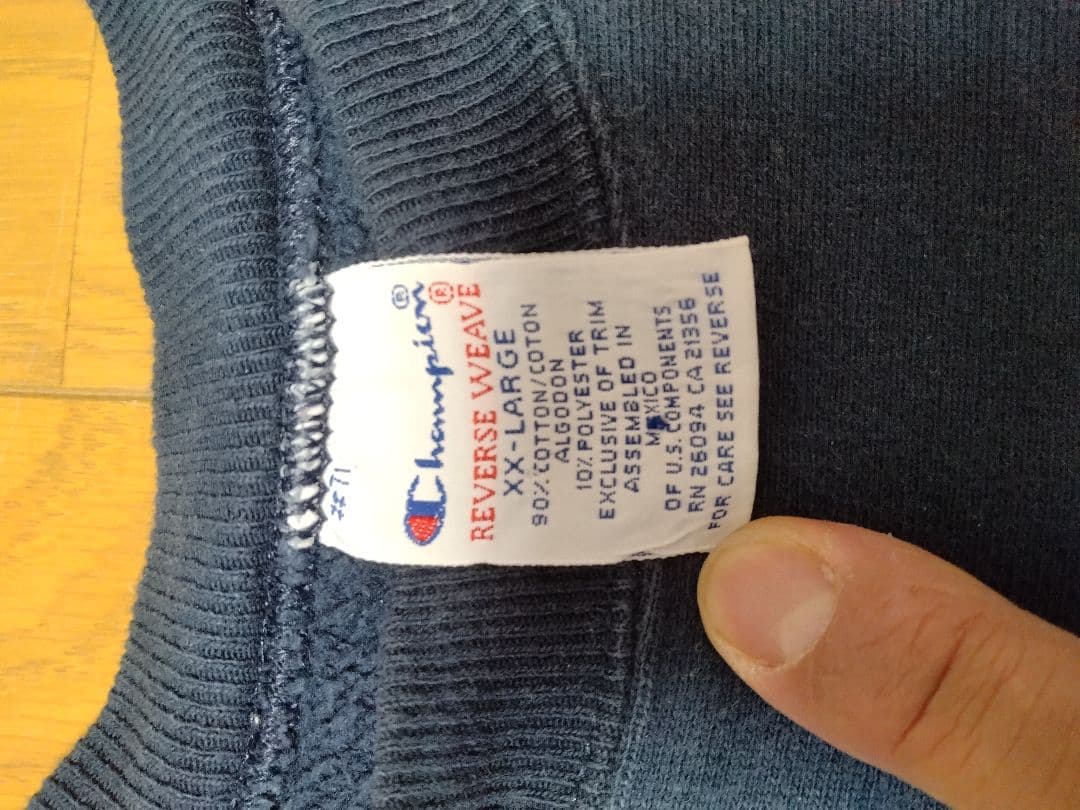 ##71
Champion®
REVERSE WEAVE®
XX-LARGE
90% COTTON/COTON
ALGODON
10% POLYESTER
EXCLUSIVE OF TRIM
ASSEMBLED IN
MEXICO
OF U.S. COMPONENTS
RN 26094 CA 21356
FOR CARE SEE REVERSE